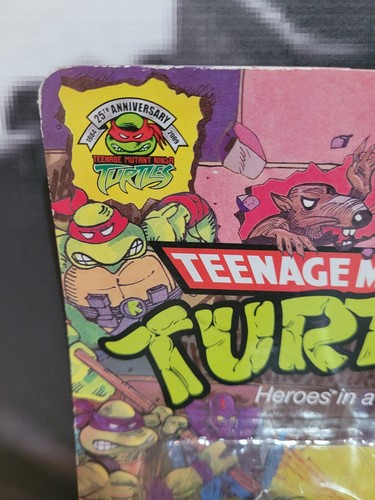 25TH ANNIVERSARY
1984 2009
TEENAGE MUTANT NINJA
TURTLES
TEENAGE M
TURT
Heroes in a
R